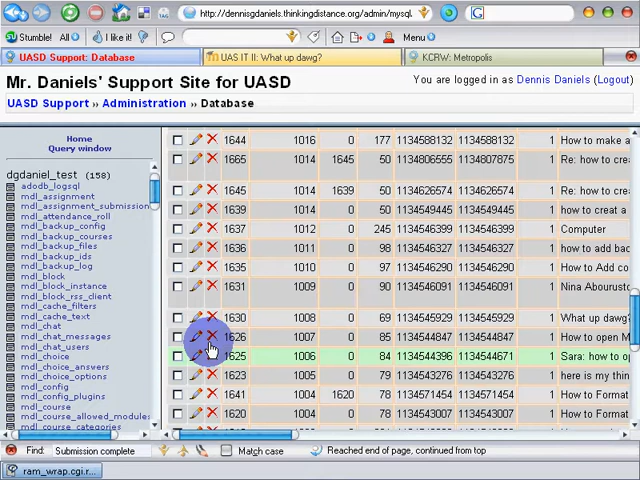 http://dennisgdaniels.thinkingdistance.org/admin/mysql
Stumble! All I like it! Menu
UASD Support: Database
UAS IT II: What up dawg?
KCRW: Metropolis
Mr. Daniels' Support Site for UASD
You are logged in as Dennis Daniels (Logout)
UASD Support ›› Administration ›› Database
Home
Query window
dgdaniel_test (158)
adodb_logsql
mdl_assignment
mdl_assignment_submission
mdl_attendance_roll
mdl_backup_config
mdl_backup_courses
mdl_backup_files
mdl_backup_ids
mdl_backup_log
mdl_block
mdl_block_instance
mdl_block_rss_client
mdl_cache_filters
mdl_cache_text
mdl_chat
mdl_chat_messages
mdl_chat_users
mdl_choice
mdl_choice_answers
mdl_choice_options
mdl_config
mdl_config_plugins
mdl_course
mdl_course_allowed_modules
mdl_course_categories
1644 1016 0 177 1134588132 1134588132 1 How to make a
1665 1014 1645 50 1134806555 1134807875 1 Re: how to crea
1645 1014 1639 50 1134626574 1134626574 1 Re: how to crea
1639 1014 0 50 1134549445 1134549445 1 how to create a
1637 1012 0 245 1134546399 1134546399 1 Computer
1636 1011 0 98 1134546327 1134546327 1 how to add bac
1635 1010 0 97 1134546290 1134546290 1 How to Add co
1631 1009 0 90 1134546091 1134546091 1 Nina Abourusto
1630 1008 0 69 1134545929 1134545929 1 What up dawg?
1626 1007 0 85 1134544847 1134544847 1 How to open M
1625 1006 0 84 1134544396 1134544671 1 Sara: how to op
1623 1005 0 79 1134543276 1134543276 1 here is my thin
1641 1004 1620 78 1134571454 1134571454 1 How to Format
1620 1004 0 78 1134543007 1134543007 1 How to Format
Find: Submission complete Match case Reached end of page, continued from top
ram_wrap.cgi.r...